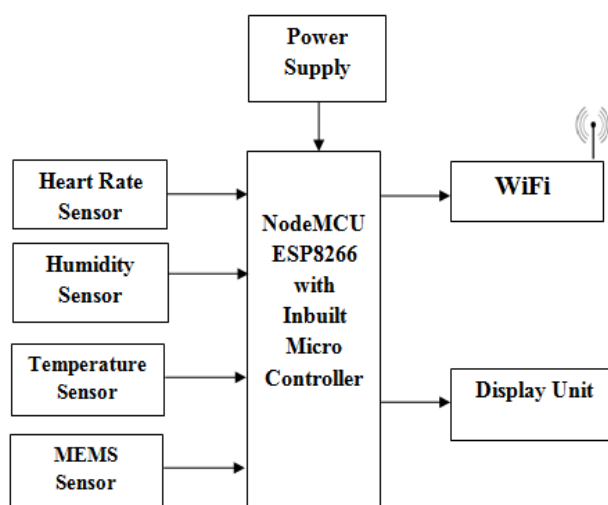 Power
Supply
Heart Rate
Sensor
Humidity
Sensor
Temperature
Sensor
MEMS
Sensor
NodeMCU
ESP8266
with
Inbuilt
Micro
Controller
WiFi
Display Unit